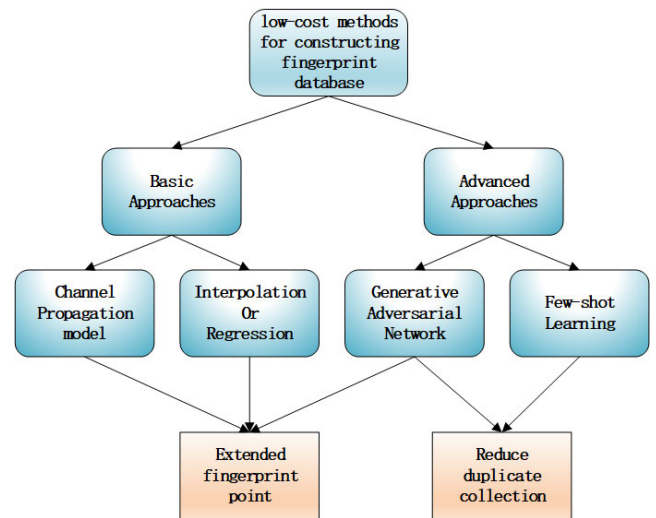 low-cost methods
for constructing
fingerprint
database
Basic
Approaches
Advanced
Approaches
Channel
Propagation
model
Interpolation
Or
Regression
Generative
Adversarial
Network
Few-shot
Learning
Extended
fingerprint
point
Reduce
duplicate
collection